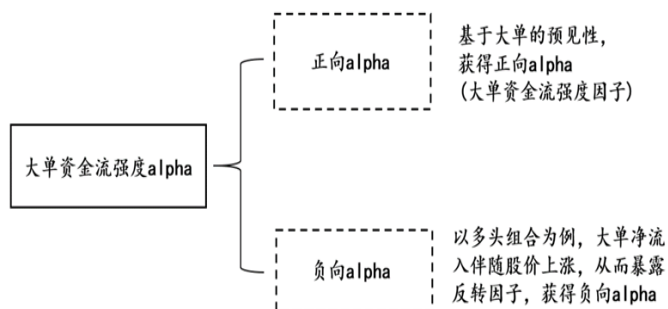 正向alpha
基于大单的预见性，
获得正向alpha
(大单资金流强度因子)
大单资金流强度alpha
负向alpha
以多头组合为例，大单净流
入伴随股价上涨，从而暴露
反转因子，获得负向alpha